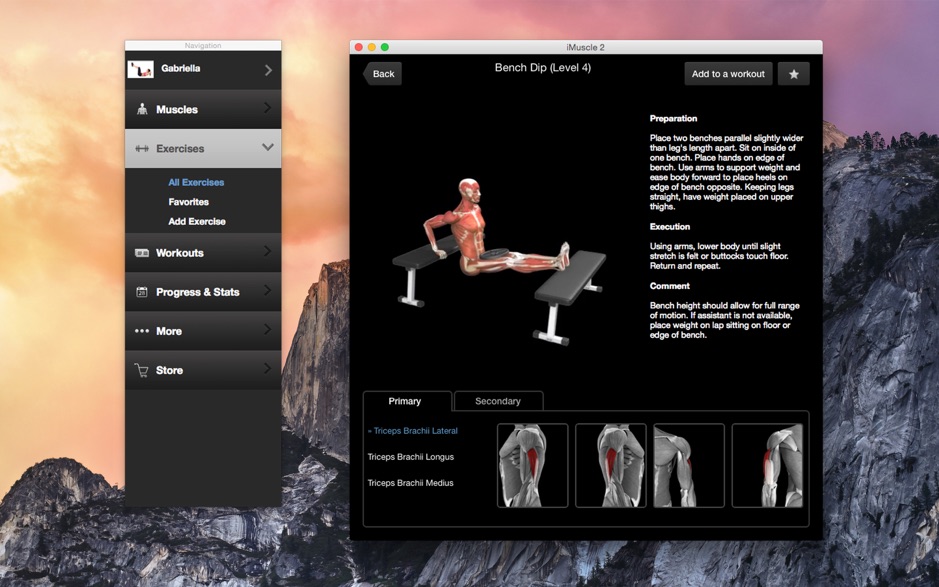 Navigation
Gabriella
Muscles
Exercises
All Exercises
Favorites
Add Exercise
Workouts
Progress & Stats
More
Store
iMuscle 2
Back
Bench Dip (Level 4)
Add to a workout
Preparation
Place two benches parallel slightly wider
than leg's length apart. Sit on inside of
one bench. Place hands on edge of
bench. Use arms to support weight and
ease body forward to place heels on
edge of bench opposite. Keeping legs
straight, have weight placed on upper
thighs.
Execution
Using arms, lower body until slight
stretch is felt or buttocks touch floor.
Return and repeat.
Comment
Bench height should allow for full range
of motion. If assistant is not available,
place weight on lap sitting on floor or
edge of bench.
Primary
Secondary
» Triceps Brachii Lateral
Triceps Brachii Longus
Triceps Brachii Medius